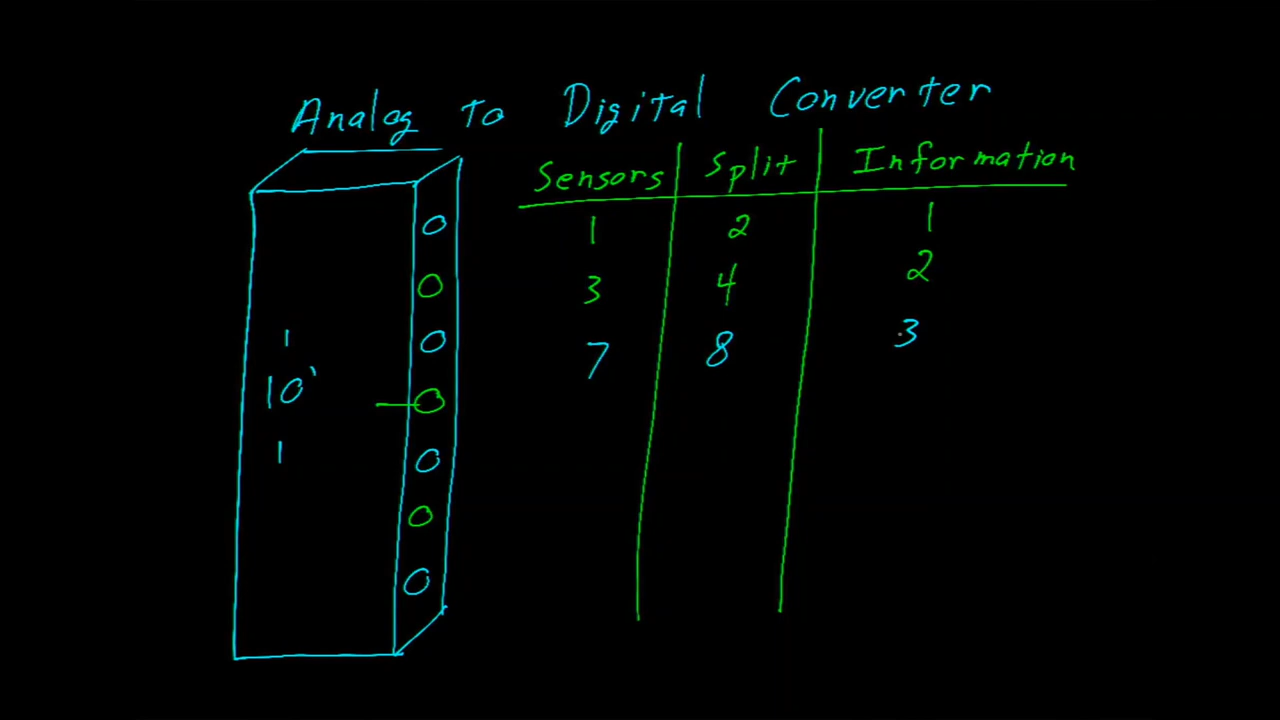 Analog to Digital Converter
Sensors Split Information
1 2 1
3 4 2
7 8 3
10'